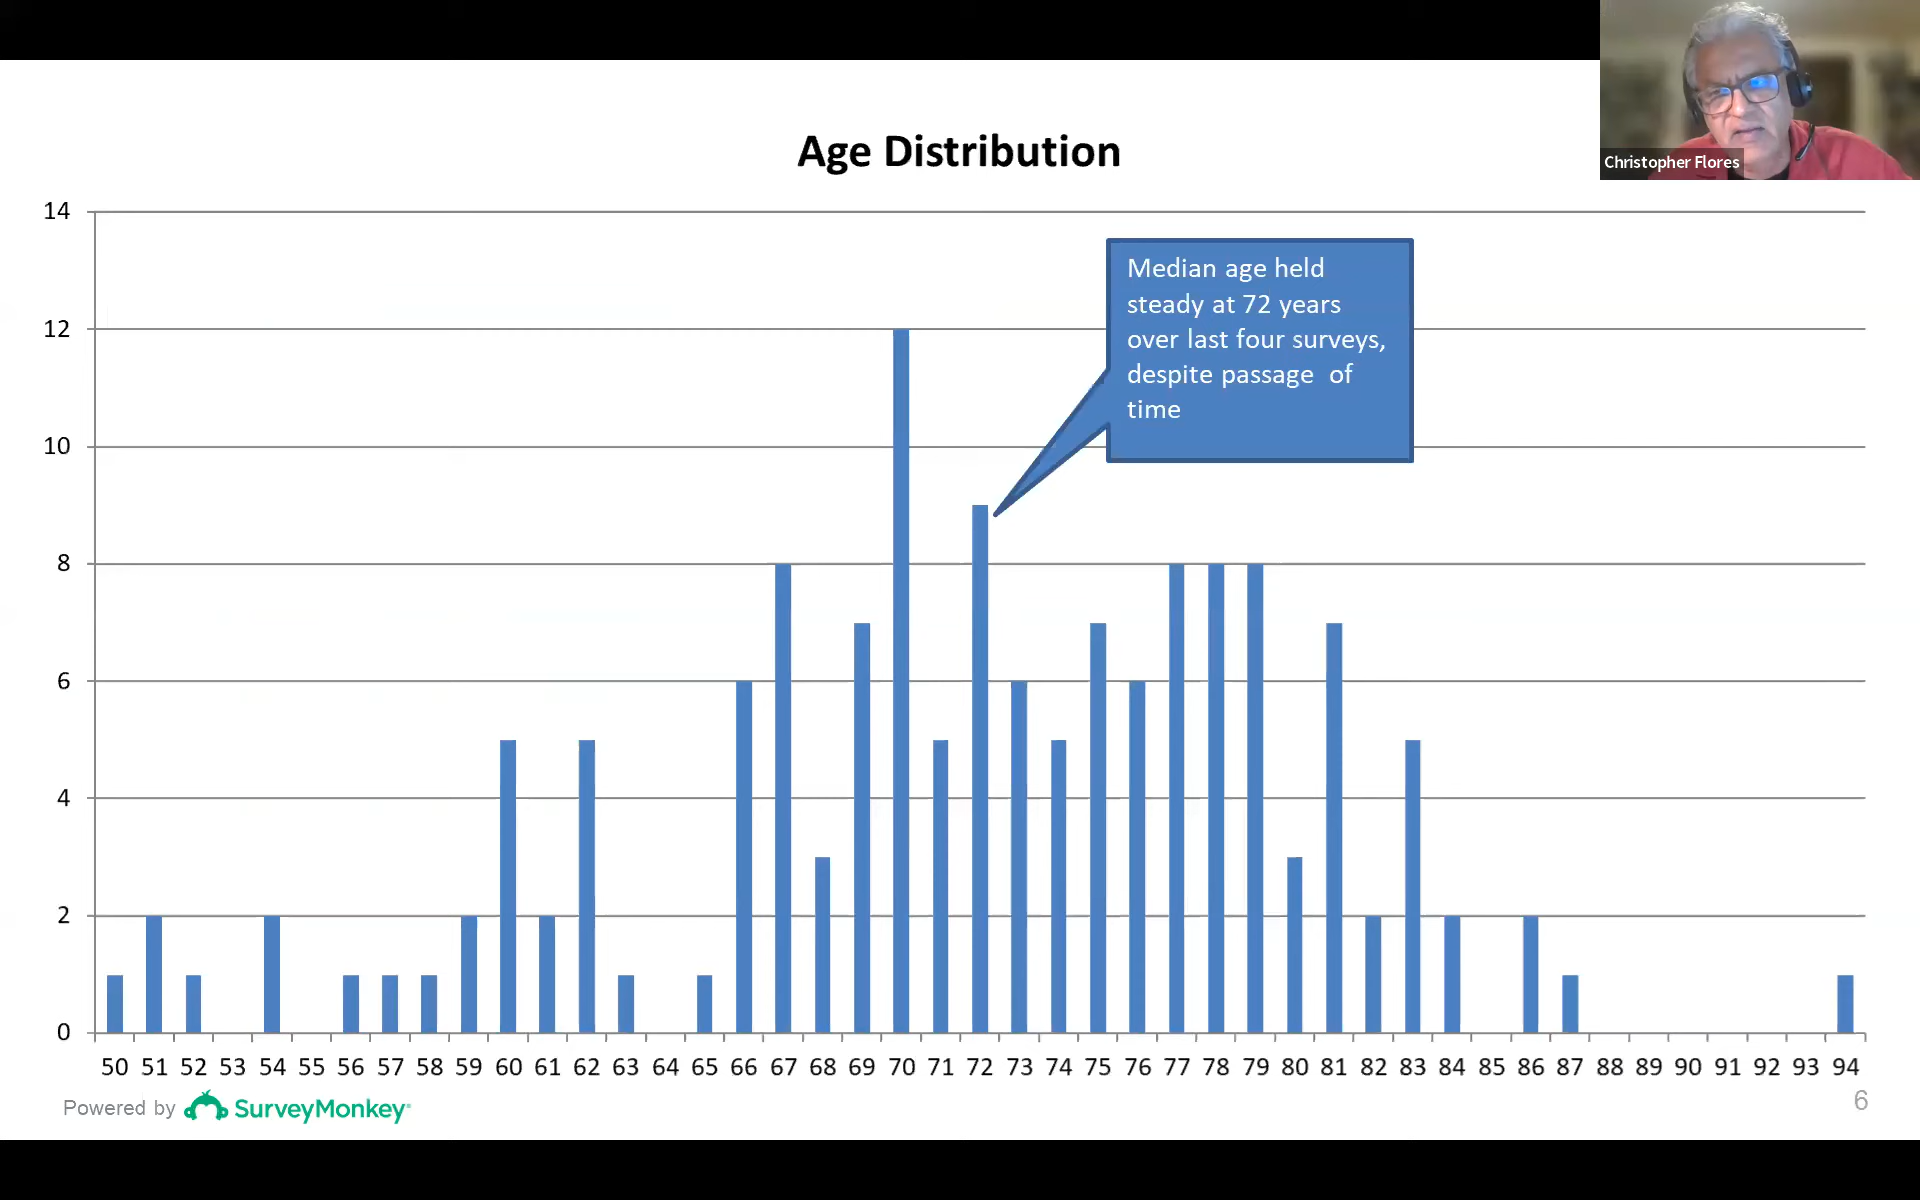 Christopher Flores
Age Distribution
14
12
10
8
6
4
2
0
Median age held
steady at 72 years
over last four surveys,
despite passage of
time
50 51 52 53 54 55 56 57 58 59 60 61 62 63 64 65 66 67 68 69 70 71 72 73 74 75 76 77 78 79 80 81 82 83 84 85 86 87 88 89 90 91 92 93 94
Powered by SurveyMonkey
6